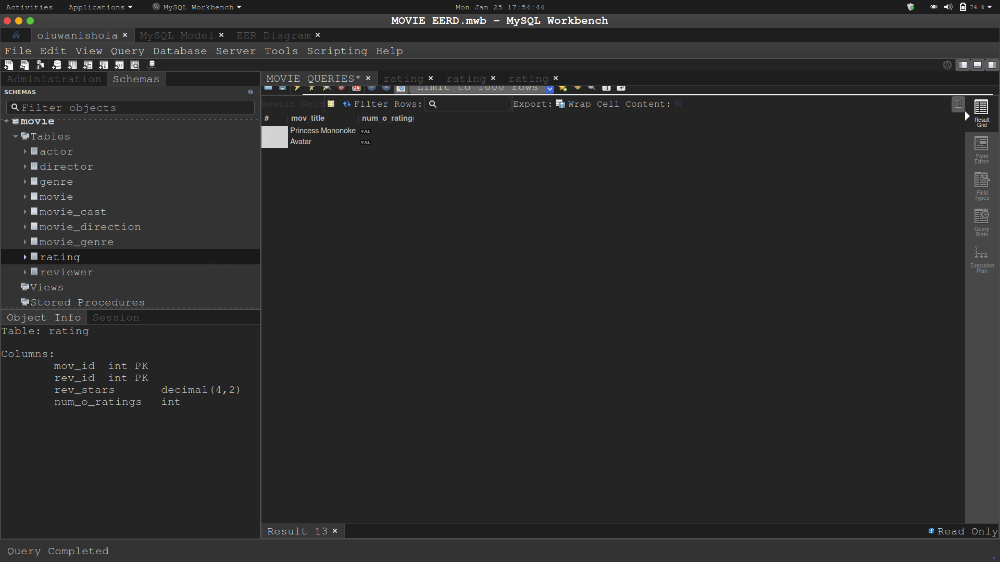 Activities Applications MySQL Workbench Mon Jan 25 17:54:44 74 %
MOVIE EERD.mwb - MySQL Workbench
oluwanishola MySQL Model EER Diagram
File Edit View Query Database Server Tools Scripting Help
Administration Schemas
MOVIE QUERIES* rating rating rating
SCHEMAS
Limit to 1000 rows
Filter objects
Result Grid Filter Rows: Export: Wrap Cell Content:
# mov_title num_o_ratings
Princess Mononoke NULL
Avatar NULL
movie
Tables
actor
director
genre
movie
movie_cast
movie_direction
movie_genre
rating
reviewer
Views
Stored Procedures
Result
Grid
Form
Editor
Field
Types
Query
Stats
Execution
Plan
Object Info Session
Table: rating
Columns:
mov_id int PK
rev_id int PK
rev_stars decimal(4,2)
num_o_ratings int
Result 13 Read Only
Query Completed